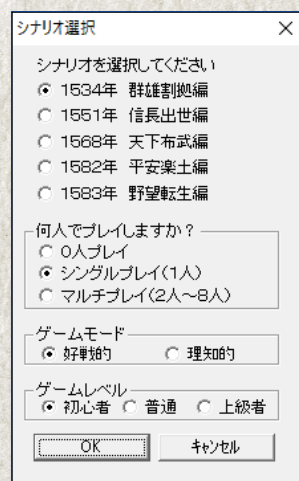 シナリオ選択
シナリオを選択してください
1534年 群雄割拠編
1551年 信長出世編
1568年 天下布武編
1582年 平安楽土編
1583年 野望転生編
何人でプレイしますか？
0人プレイ
シングルプレイ(1人)
マルチプレイ(2人～8人)
ゲームモード
好戦的 理知的
ゲームレベル
初心者 普通 上級者
OK キャンセル